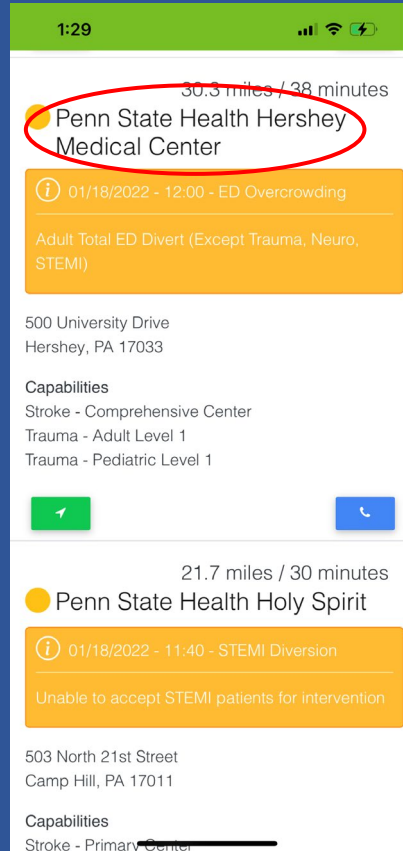 1:29
30.3 miles / 38 minutes
Penn State Health Hershey
Medical Center
01/18/2022 - 12:00 - ED Overcrowding
Adult Total ED Divert (Except Trauma, Neuro,
STEMI)
500 University Drive
Hershey, PA 17033
Capabilities
Stroke - Comprehensive Center
Trauma - Adult Level 1
Trauma - Pediatric Level 1
21.7 miles / 30 minutes
Penn State Health Holy Spirit
01/18/2022 - 11:40 - STEMI Diversion
Unable to accept STEMI patients for intervention
503 North 21st Street
Camp Hill, PA 17011
Capabilities
Stroke - Primary Center